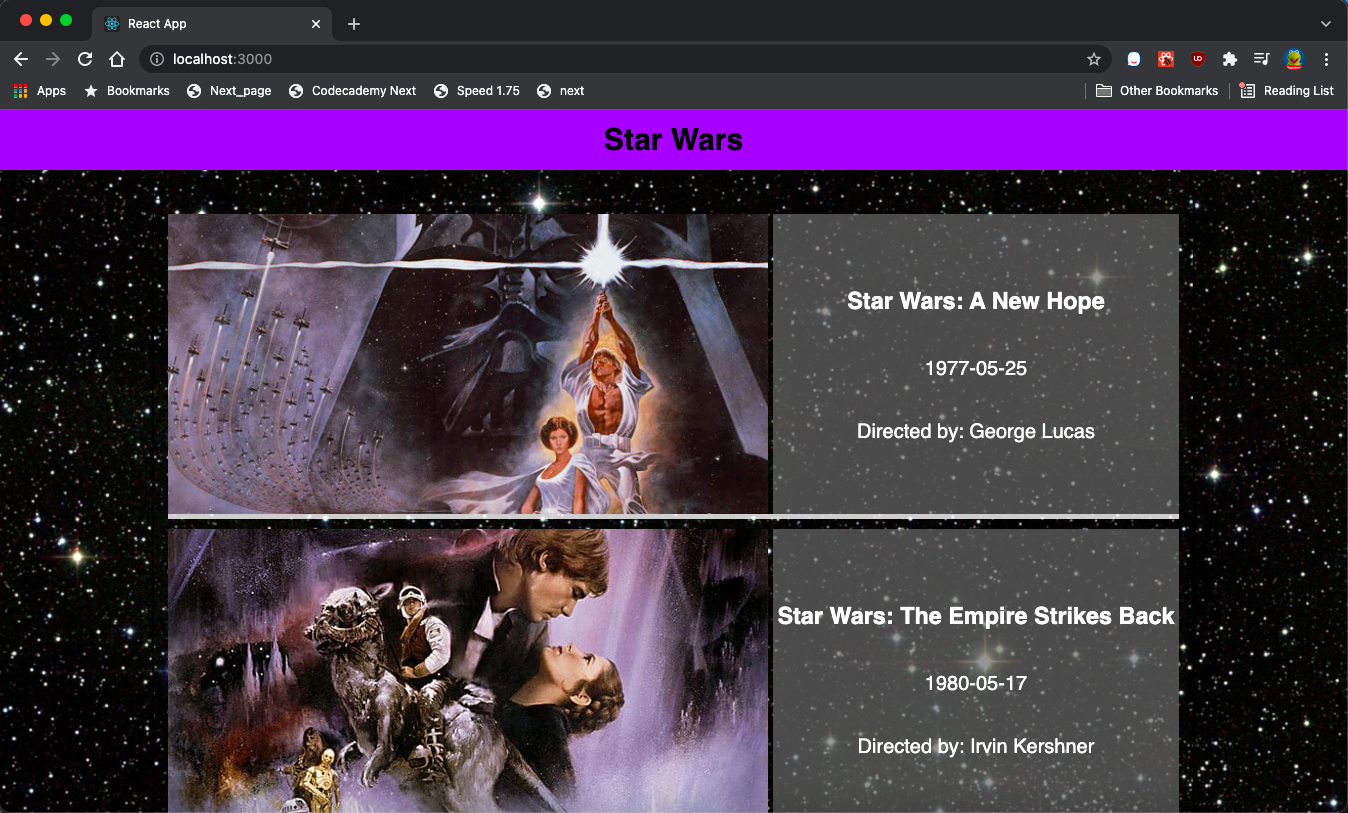 React App
localhost:3000
Apps
Bookmarks
Next_page
Codecademy Next
Speed 1.75
next
Other Bookmarks
Reading List
Star Wars
Star Wars: A New Hope
1977-05-25
Directed by: George Lucas
Star Wars: The Empire Strikes Back
1980-05-17
Directed by: Irvin Kershner